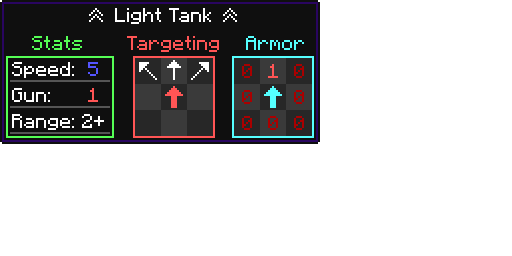 Light Tank
Stats Targeting Armor
Speed: 5
Gun: 1
Range: 2+
0 1 0
0 0
0 0 0